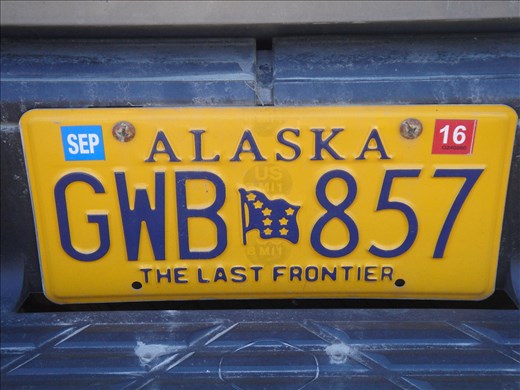 SEP
ALASKA
16
GWB 857
THE LAST FRONTIER